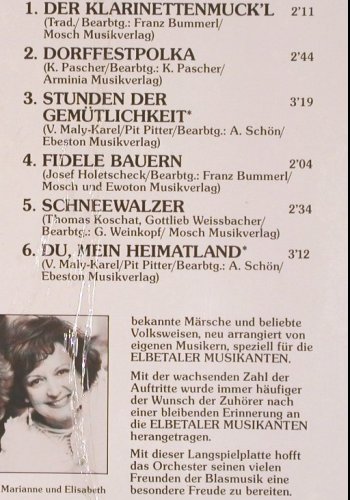 1. DER KLARINETTENMUCK'L 2'11
(Trad./ Bearbtg.: Franz Bummerl/
Mosch Musikverlag)
2. DORFFESTPOLKA 2'44
(K. Pascher/Bearbtg.: K. Pascher/
Arminia Musikverlag)
3. STUNDEN DER 3'19
GEMÜTLICHKEIT*
(V. Maly-Karel/Pit Pitter/Bearbtg.: A. Schön/
Ebeston Musikverlag)
4. FIDELE BAUERN 2'04
(Josef Holetscheck/Bearbtg.: Franz Bummerl/
Mosch und Ewoton Musikverlag)
5. SCHNEEWALZER 2'34
(Thomas Koschat, Gottlieb Weissbacher/
Bearbtg.: G. Weinkopf/ Mosch Musikverlag)
6. DU, MEIN HEIMATLAND* 3'12
(V. Maly-Karel/Pit Pitter/Bearbtg.: A. Schön/
Ebeston Musikverlag)
bekannte Märsche und beliebte
Volksweisen, neu arrangiert von
eigenen Musikern, speziell für die
ELBETALER MUSIKANTEN.
Mit der wachsenden Zahl der
Auftritte wurde immer häufiger
der Wunsch der Zuhörer nach
einer bleibenden Erinnerung an
die ELBETALER MUSIKANTEN
herangetragen.
Mit dieser Langspielplatte hofft
das Orchester seinen vielen
Freunden der Blasmusik eine
besondere Freude zu bereiten.
Marianne und Elisabeth